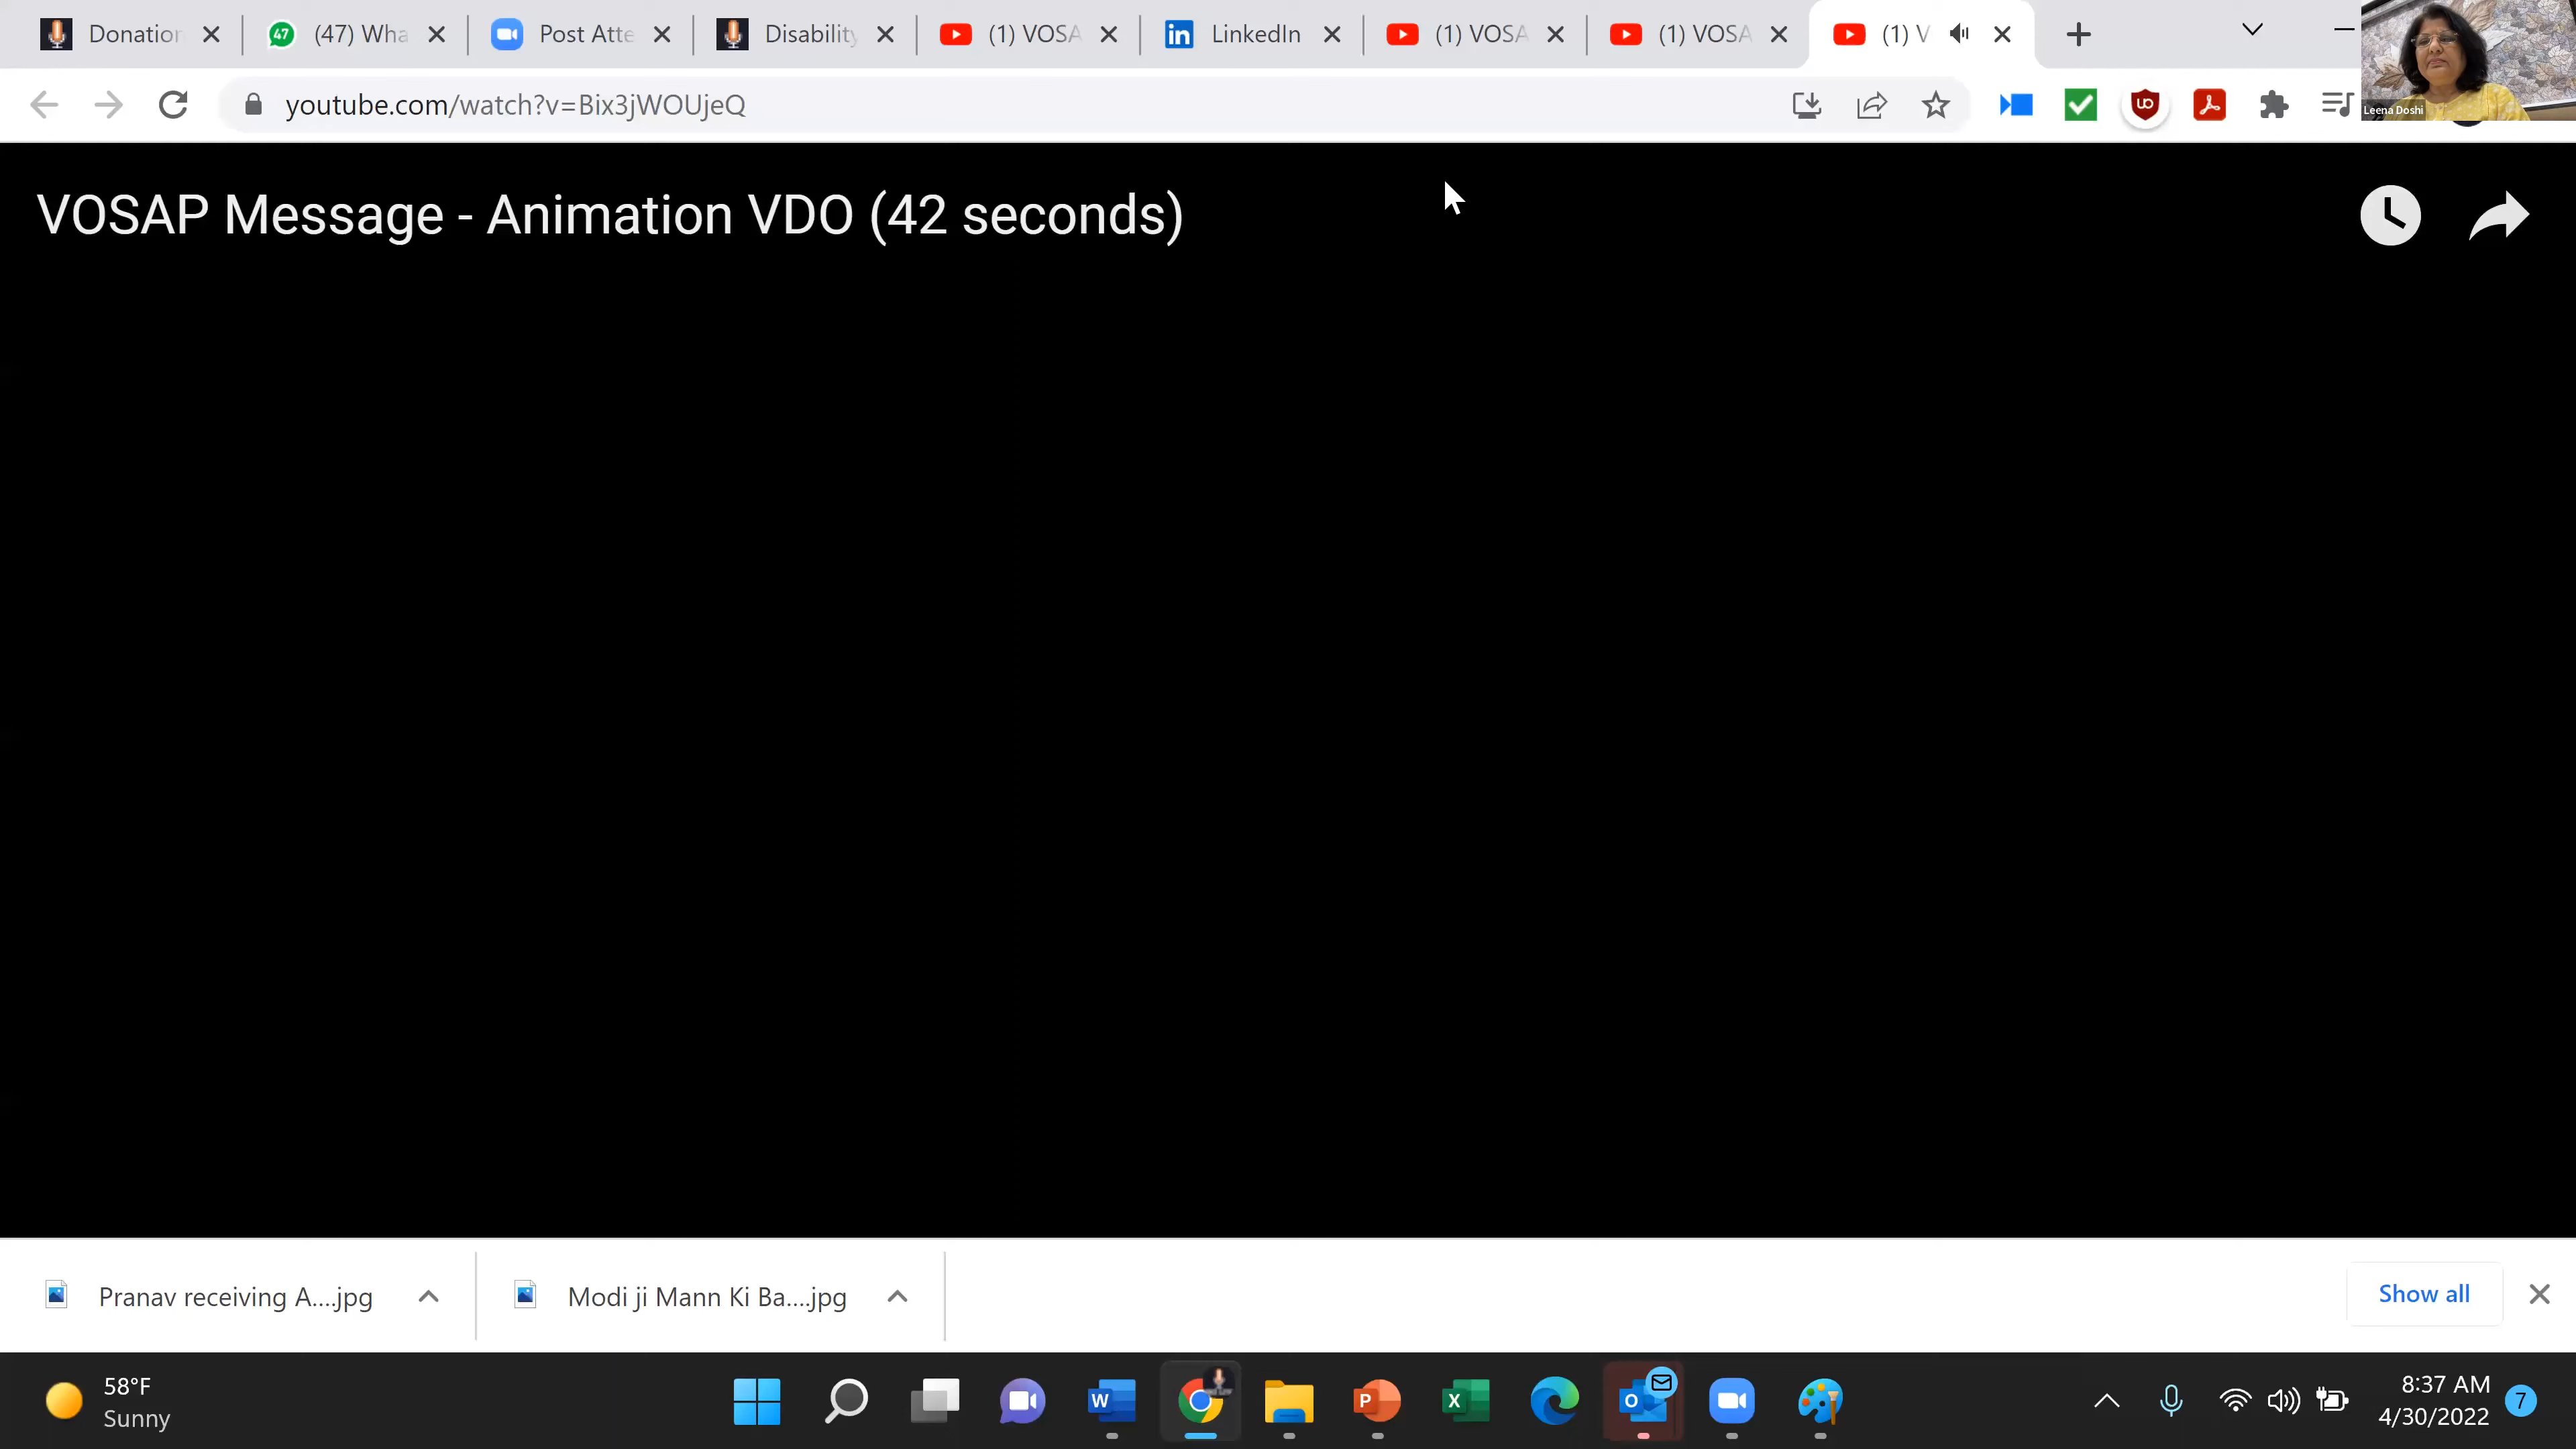 Donation
(47) Wha
Post Atte
Disability
(1) VOSA
LinkedIn
(1) VOSA
(1) VOSA
(1) V
youtube.com/watch?v=Bix3jWOUjeQ
Leena Doshi
VOSAP Message - Animation VDO (42 seconds)
Pranav receiving A....jpg
Modi ji Mann Ki Ba....jpg
Show all
58°F
Sunny
8:37 AM
4/30/2022
7